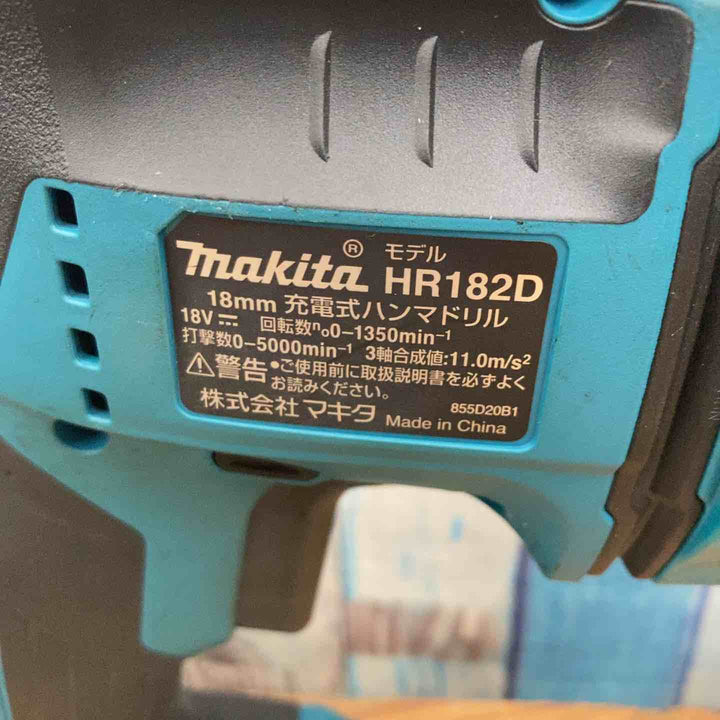 makita® モデル HR182D
18mm 充電式ハンマドリル
18V⎓ 回転数n₀0-1350min⁻¹
打撃数0-5000min⁻¹ 3軸合成値:11.0m/s²
⚠警告 •ご使用前に取扱説明書を必ずよく
お読みください。
855D20B1
株式会社 マキタ Made in China